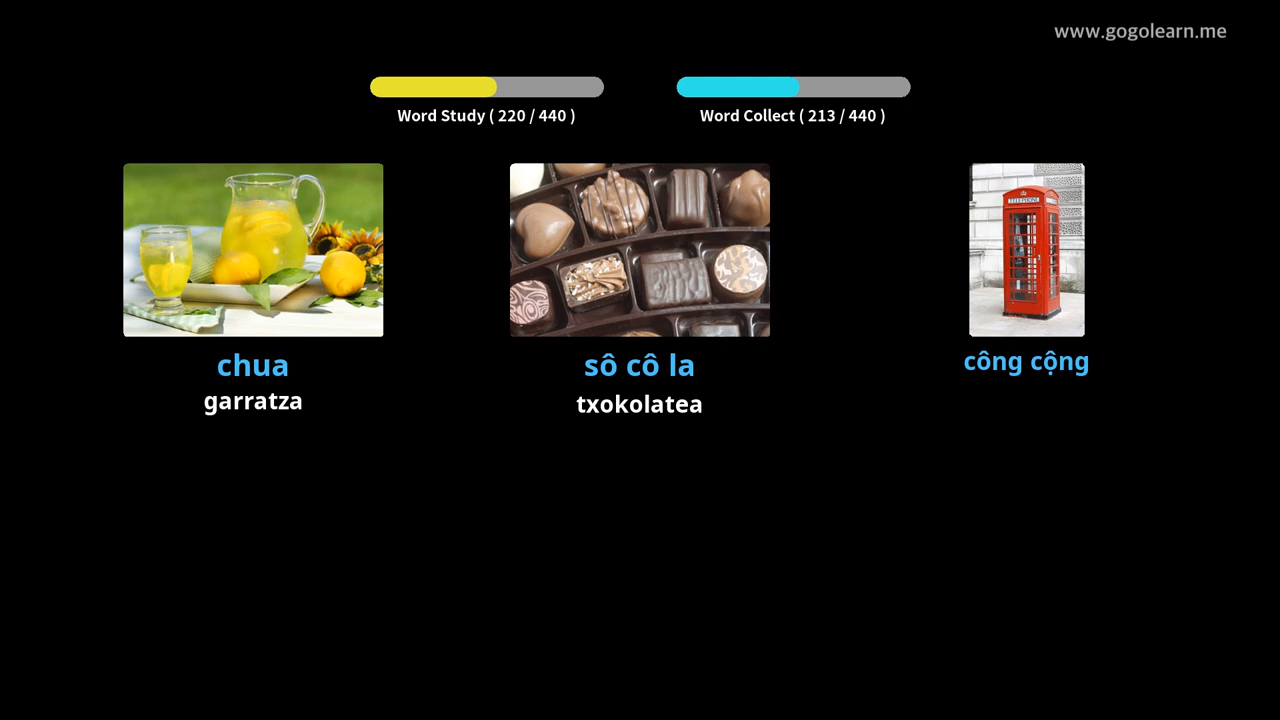 www.gogolearn.me
Word Study ( 220 / 440 )
Word Collect ( 213 / 440 )
TELEPHONE
chua
sô cô la
công cộng
garratza
txokolatea